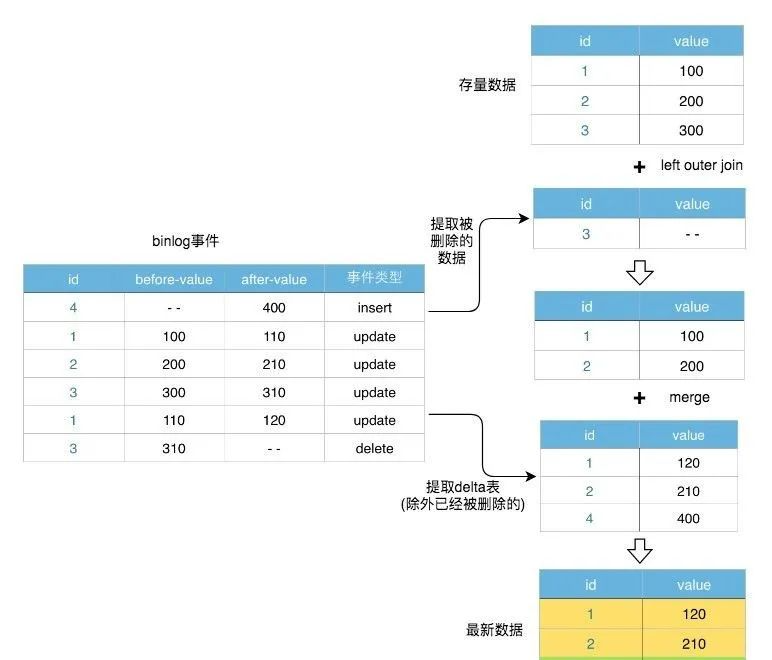 id value
1 100
存量数据
2 200
3 300
+ left outer join
id value
3 - -
提取被
删除的
数据
binlog事件
id before-value after-value 事件类型
4 - - 400 insert
1 100 110 update
2 200 210 update
3 300 310 update
1 110 120 update
3 310 - - delete
id value
1 100
2 200
+ merge
id value
1 120
2 210
4 400
提取delta表
(除外已经被删除的)
id value
1 120
最新数据
2 210